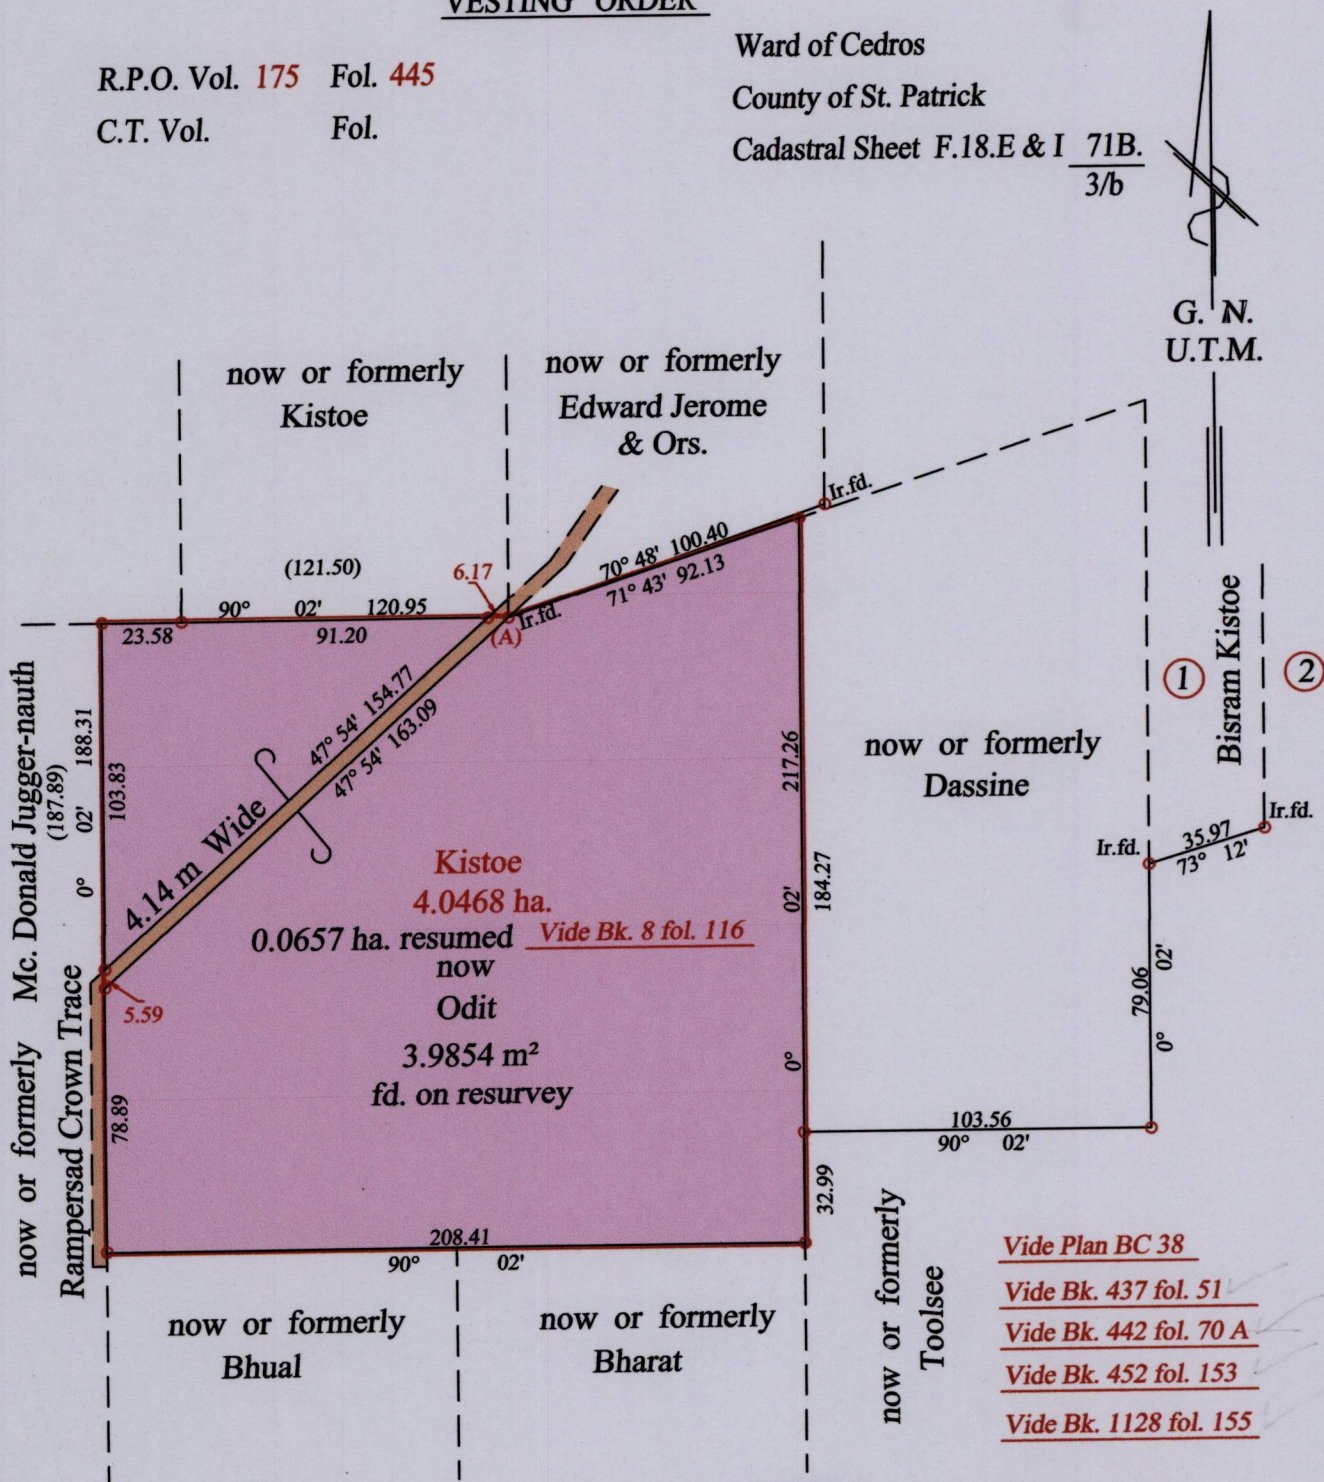 VESTING ORDER
R.P.O. Vol. 175 Fol. 445
C.T. Vol. Fol.
Ward of Cedros
County of St. Patrick
Cadastral Sheet F.18.E & I 71B.
3/b
G. N.
U.T.M.
now or formerly
Kistoe
now or formerly
Edward Jerome
& Ors.
Ir.fd.
(121.50)
6.17
70° 48' 100.40
71° 43' 92.13
90° 02' 120.95
23.58
91.20
(A)
Ir.fd.
now or formerly Mc. Donald Jugger-nauth
(187.89)
0° 02' 188.31
103.83
47° 54' 154.77
47° 54' 163.09
4.14 m Wide
217.26
0° 02' 184.27
now or formerly
Dassine
1
Bisram Kistoe
2
Ir.fd.
Ir.fd.
35.97
73° 12'
Kistoe
4.0468 ha.
0.0657 ha. resumed Vide Bk. 8 fol. 116
now
Odit
3.9854 m²
fd. on resurvey
5.59
Rampersad Crown Trace
78.89
79.06
0° 02'
103.56
90° 02'
32.99
208.41
90° 02'
now or formerly
Bhual
now or formerly
Bharat
now or formerly
Toolsee
Vide Plan BC 38
Vide Bk. 437 fol. 51
Vide Bk. 442 fol. 70 A
Vide Bk. 452 fol. 153
Vide Bk. 1128 fol. 155